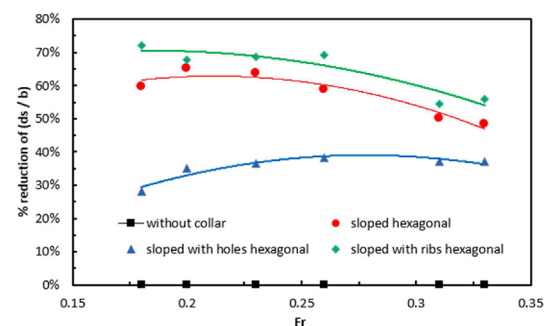 80%
70%
60%
50%
40%
30%
20%
10%
0%
% reduction of (ds / b)
without collar
sloped hexagonal
sloped with holes hexagonal
sloped with ribs hexagonal
0.15
0.2
0.25
0.3
0.35
Fr